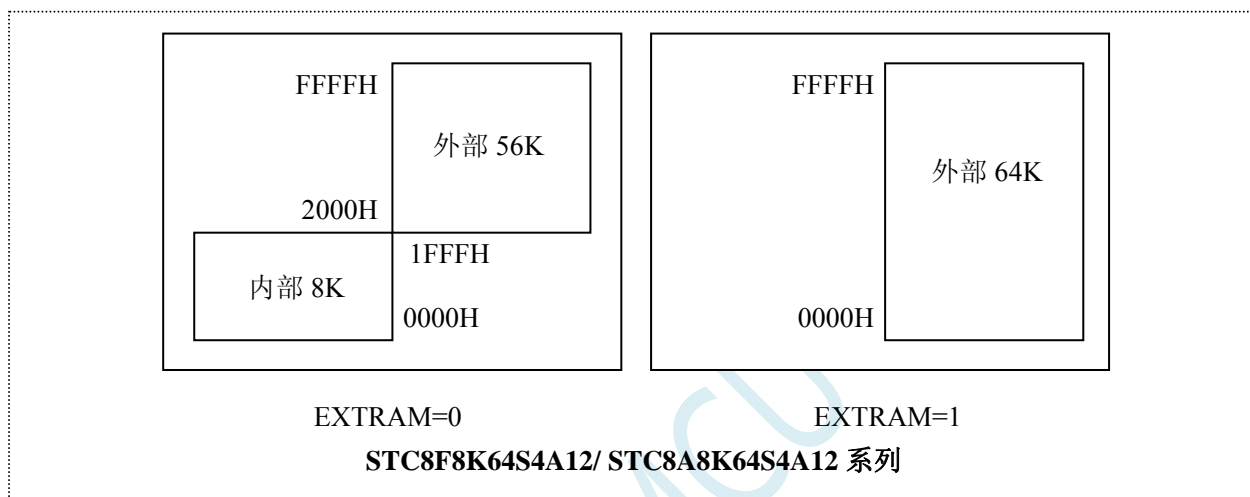 FFFFH
外部 56K
2000H
1FFFH
内部 8K
0000H
FFFFH
外部 64K
0000H
EXTRAM=0
EXTRAM=1
STC8F8K64S4A12/ STC8A8K64S4A12 系列
MCU